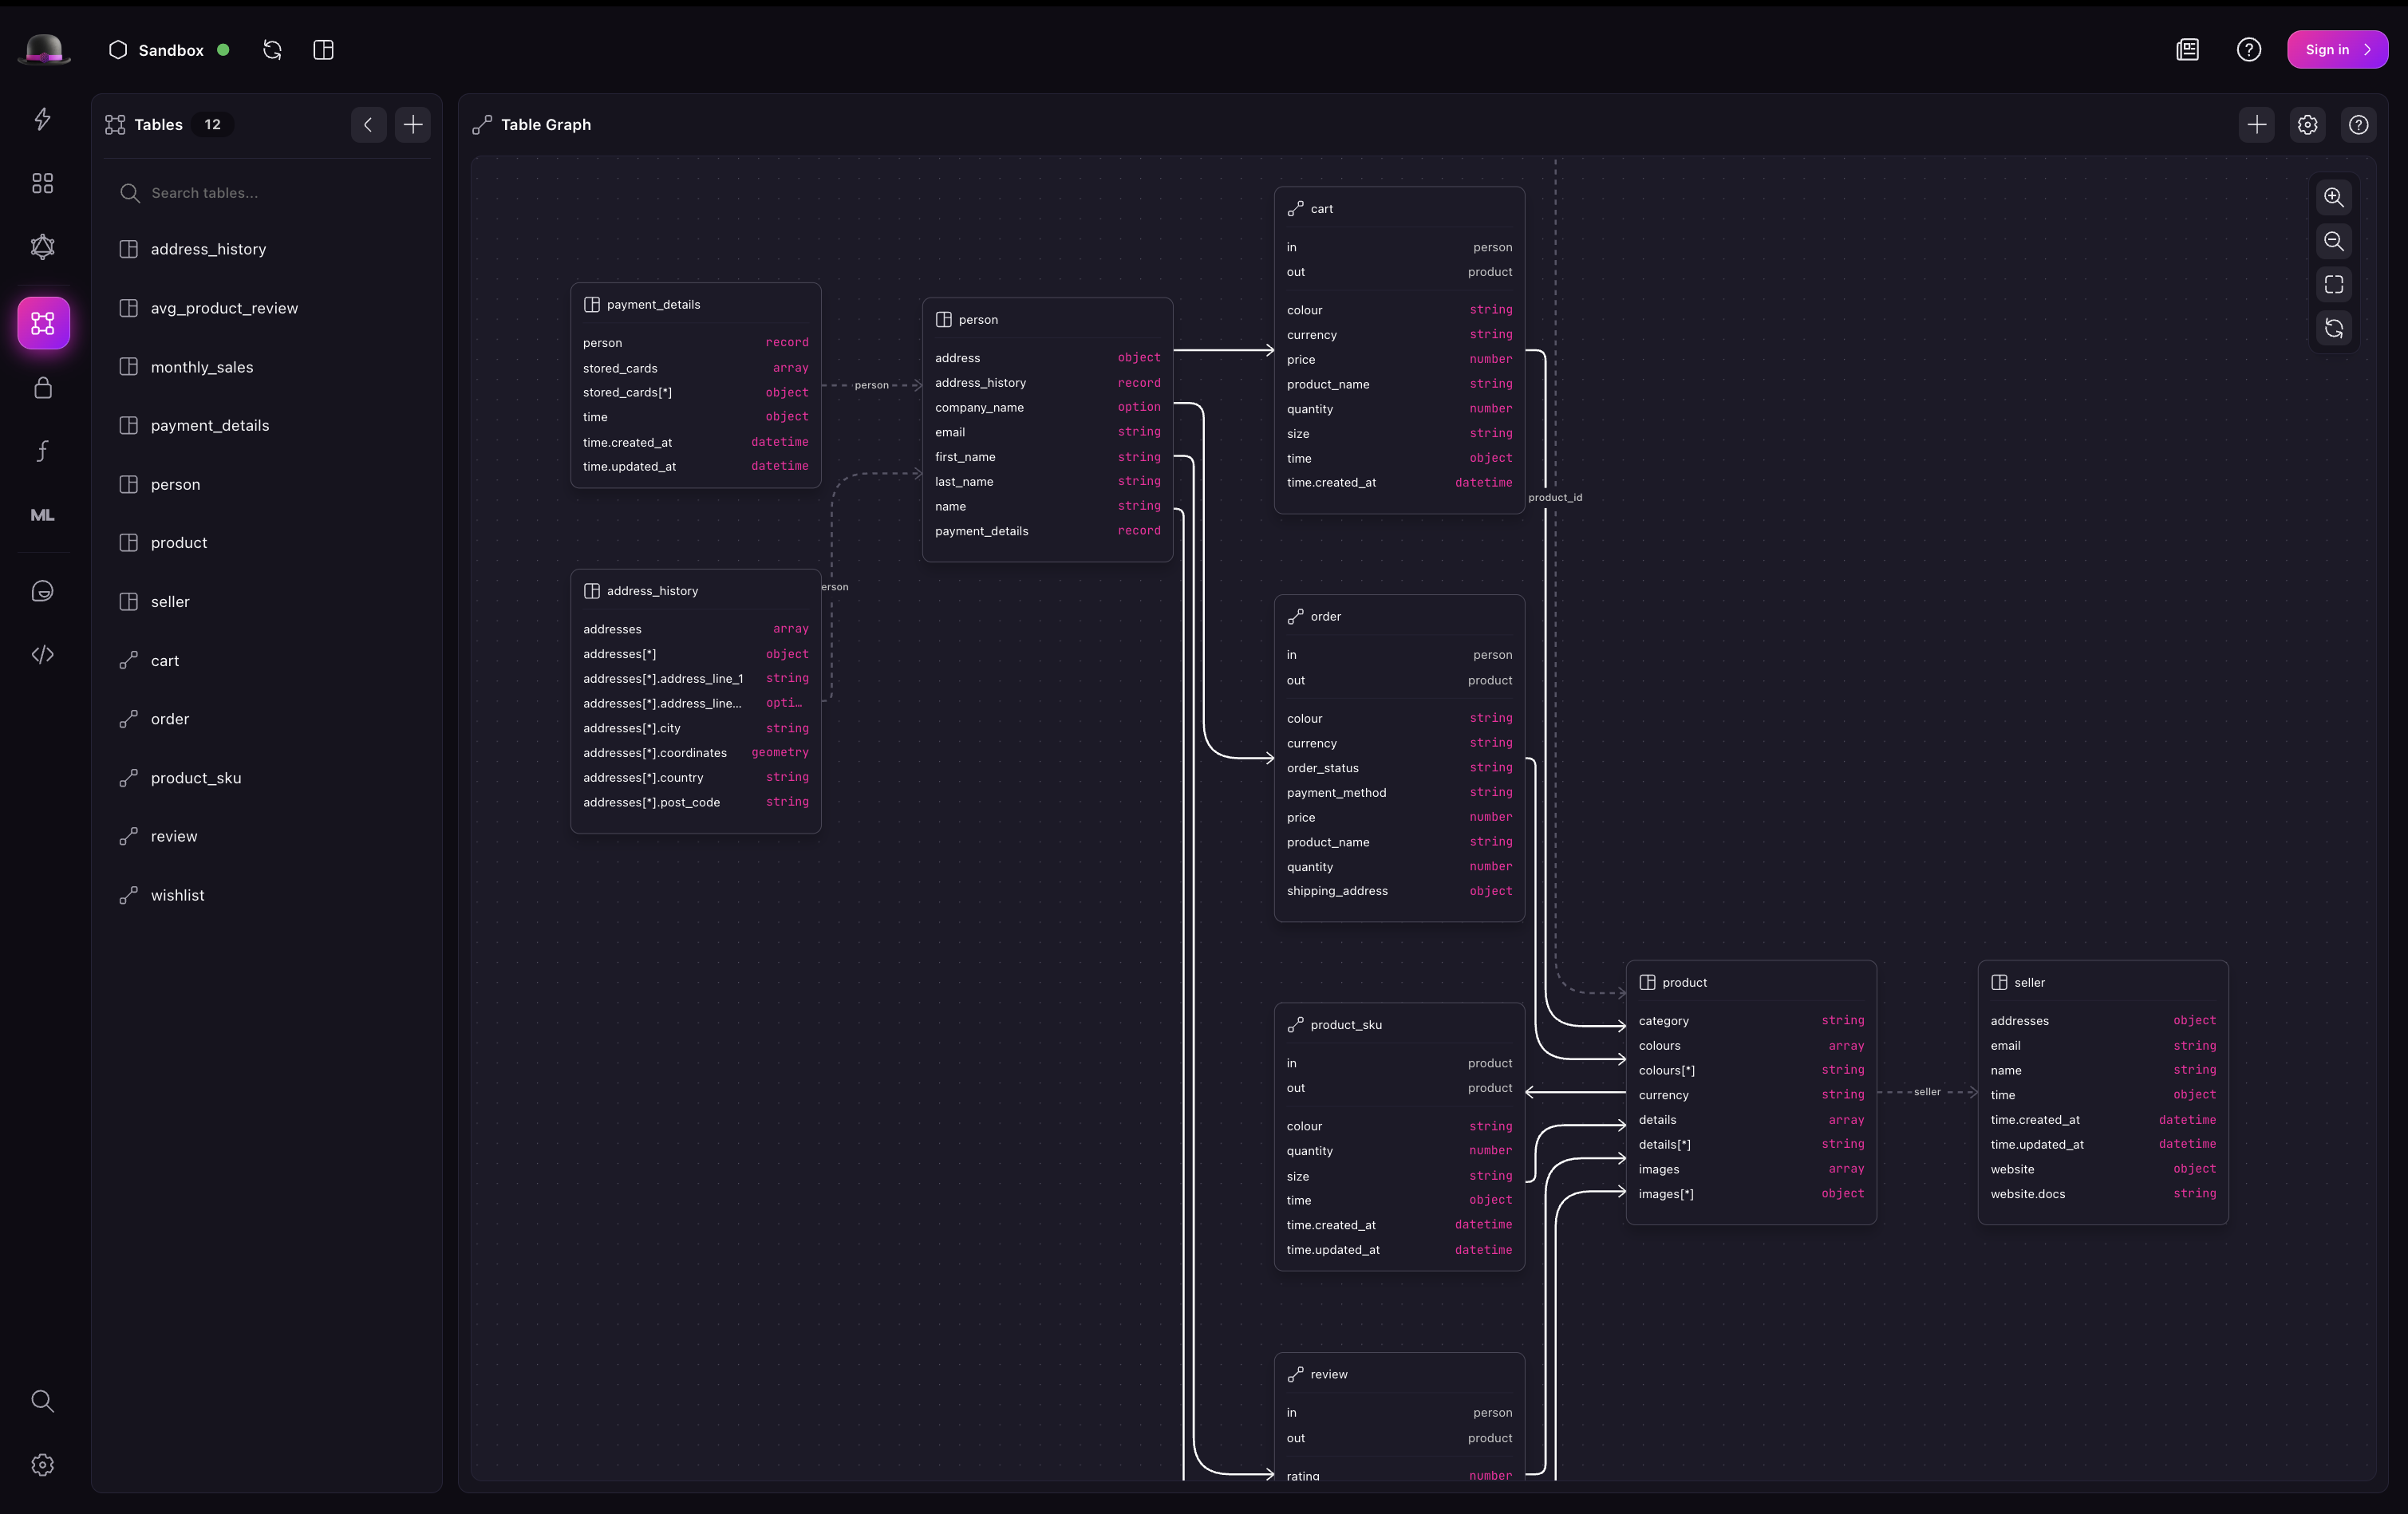 Sandbox
Sign in
Tables 12
Search tables...
address_history
avg_product_review
monthly_sales
payment_details
person
product
seller
cart
order
product_sku
review
wishlist
ML
Table Graph
payment_details
person record
stored_cards array
stored_cards[*] object
time object
time.created_at datetime
time.updated_at datetime
person
address_history
addresses array
addresses[*] object
addresses[*].address_line_1 string
addresses[*].address_line... opti...
addresses[*].city string
addresses[*].coordinates geometry
addresses[*].country string
addresses[*].post_code string
erson
person
address object
address_history record
company_name option
email string
first_name string
last_name string
name string
payment_details record
cart
in person
out product
colour string
currency string
price number
product_name string
quantity number
size string
time object
time.created_at datetime
product_id
order
in person
out product
colour string
currency string
order_status string
payment_method string
price number
product_name string
quantity number
shipping_address object
product_sku
in product
out product
colour string
quantity number
size string
time object
time.created_at datetime
time.updated_at datetime
review
in person
out product
rating number
product
category string
colours array
colours[*] string
currency string
details array
details[*] string
images array
images[*] object
seller
seller
addresses object
email string
name string
time object
time.created_at datetime
time.updated_at datetime
website object
website.docs string